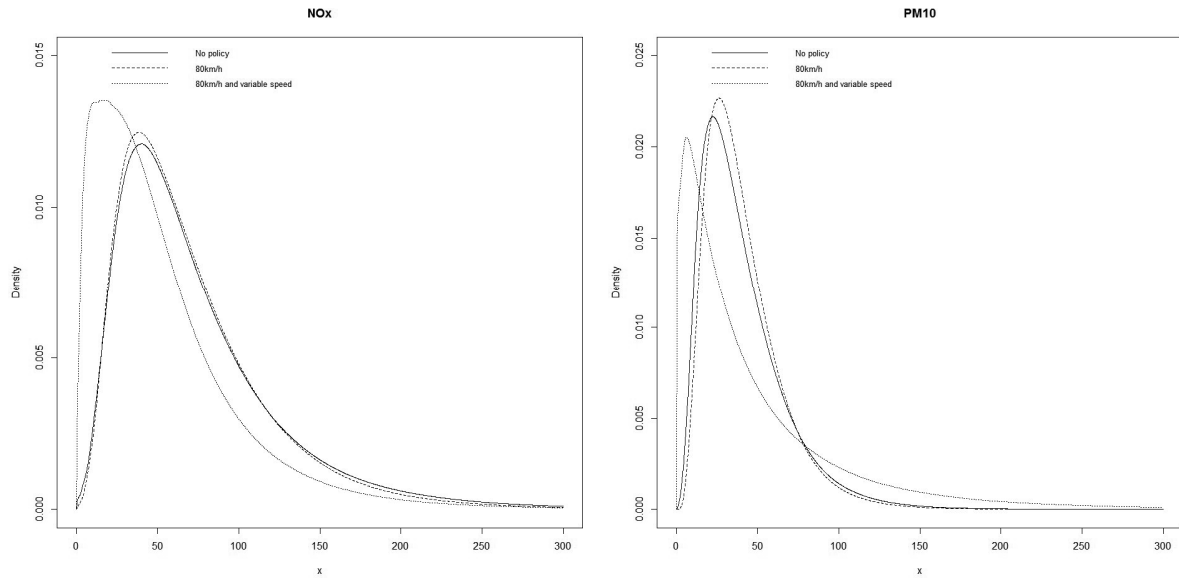 NOx
No policy
80km/h
80km/h and variable speed
0.015
0.010
0.005
0.000
Density
0 50 100 150 200 250 300
x
PM10
No policy
80km/h
80km/h and variable speed
0.025
0.020
0.015
0.010
0.005
0.000
Density
0 50 100 150 200 250 300
x